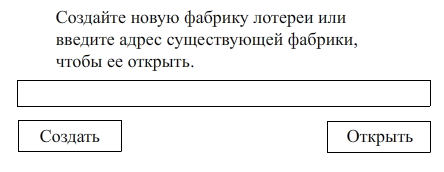 Создайте новую фабрику лотереи или
введите адрес существующей фабрики,
чтобы ее открыть.
Создать
Открыть